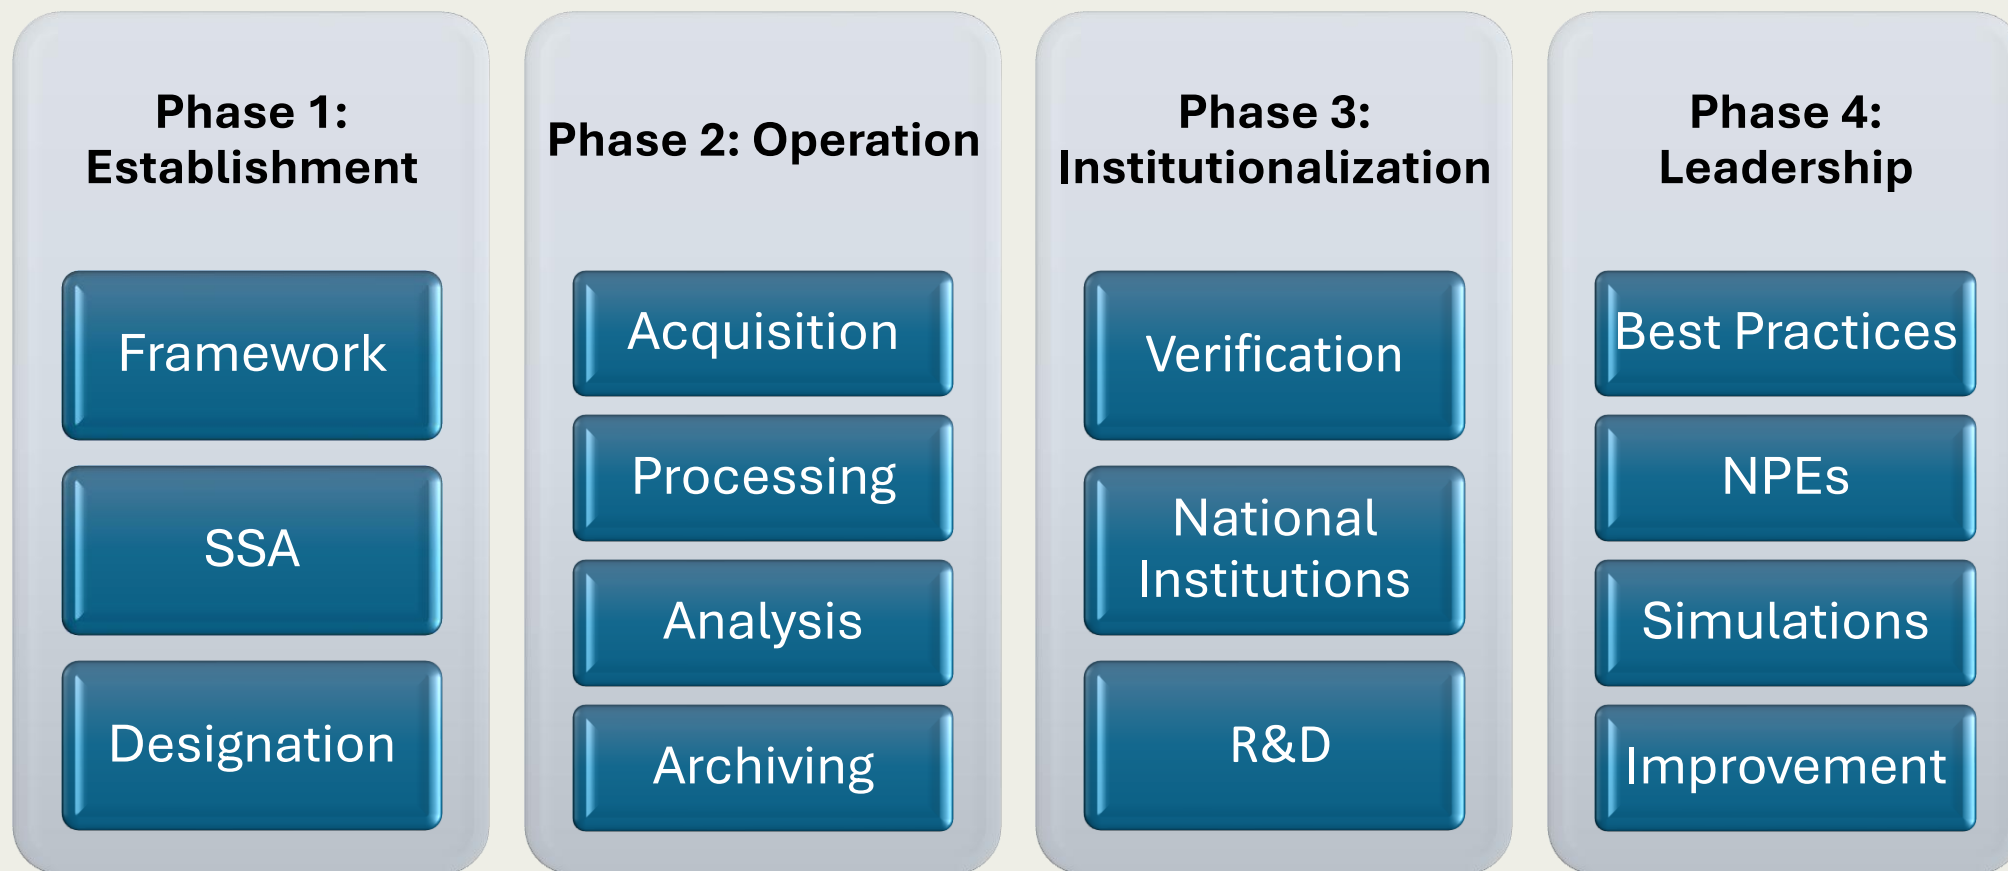 Phase 1:
Establishment
Framework
SSA
Designation
Phase 2: Operation
Acquisition
Processing
Analysis
Archiving
Phase 3:
Institutionalization
Verification
National
Institutions
R&D
Phase 4:
Leadership
Best Practices
NPEs
Simulations
Improvement